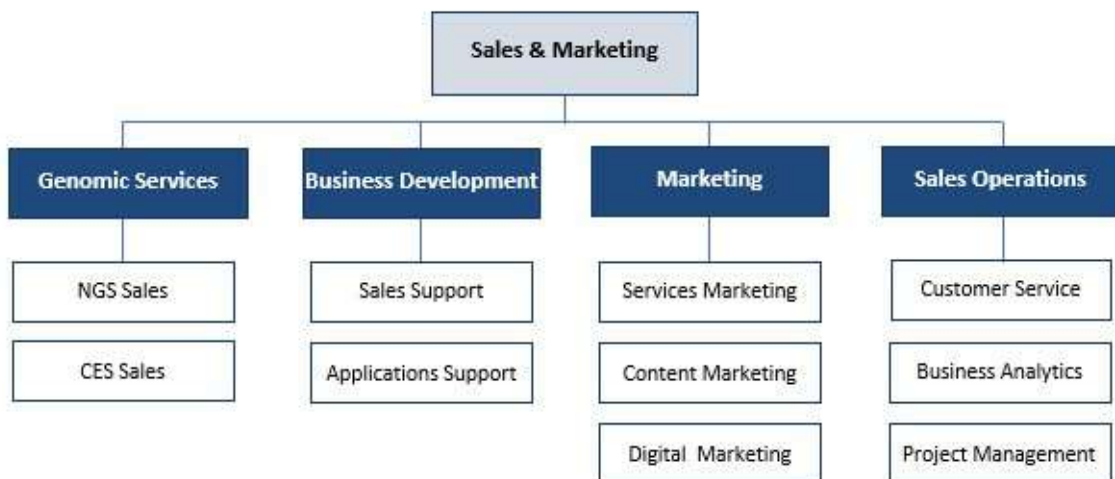 Sales & Marketing
Genomic Services
Business Development
Marketing
Sales Operations
NGS Sales
Sales Support
Services Marketing
Customer Service
CES Sales
Applications Support
Content Marketing
Business Analytics
Digital Marketing
Project Management